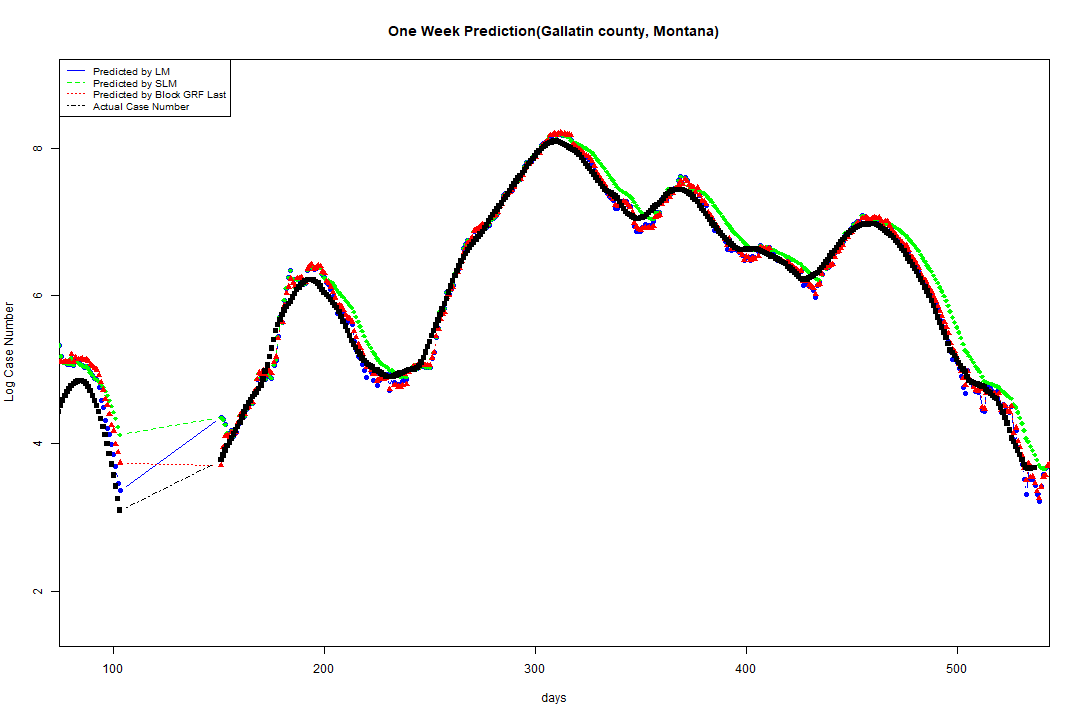 One Week Prediction(Gallatin county, Montana)
Predicted by LM
Predicted by SLM
Predicted by Block GRF Last
Actual Case Number
8
6
4
2
Log Case Number
100 200 300 400 500
days